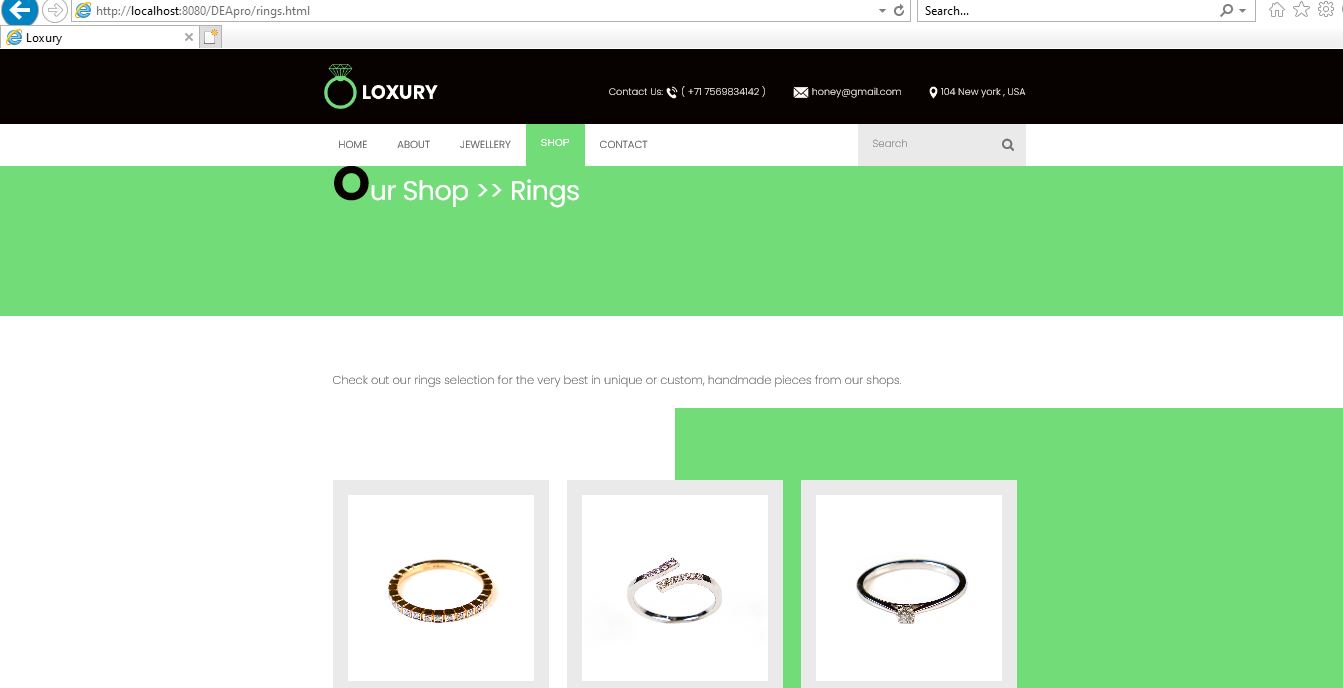 http://localhost:8080/DEApro/rings.html
Search...
Loxury
LOXURY
Contact Us: ( +71 7569834142 ) honey@gmail.com 104 New york , USA
HOME ABOUT JEWELLERY SHOP CONTACT Search
Our Shop >> Rings
Check out our rings selection for the very best in unique or custom, handmade pieces from our shops.